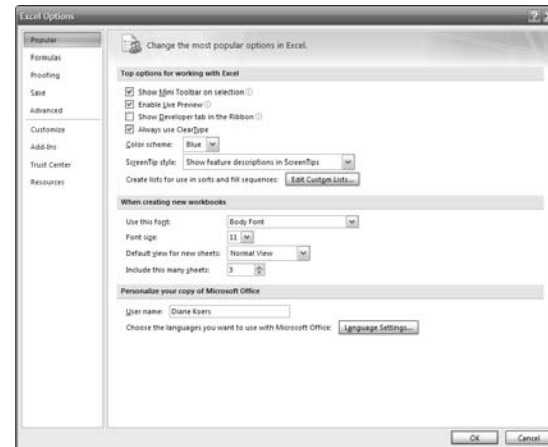 Excel Options
Popular
Formulas
Proofing
Save
Advanced
Customize
Add-Ins
Trust Center
Resources
Change the most popular options in Excel.
Top options for working with Excel
Show Mini Toolbar on selection
Enable Live Preview
Show Developer tab in the Ribbon
Always use ClearType
Color scheme: Blue
ScreenTip style: Show feature descriptions in ScreenTips
Create lists for use in sorts and fill sequences: Edit Custom Lists...
When creating new workbooks
Use this font: Body Font
Font size: 11
Default view for new sheets: Normal View
Include this many sheets: 3
Personalize your copy of Microsoft Office
User name: Diane Koers
Choose the languages you want to use with Microsoft Office: Language Settings...
OK Cancel